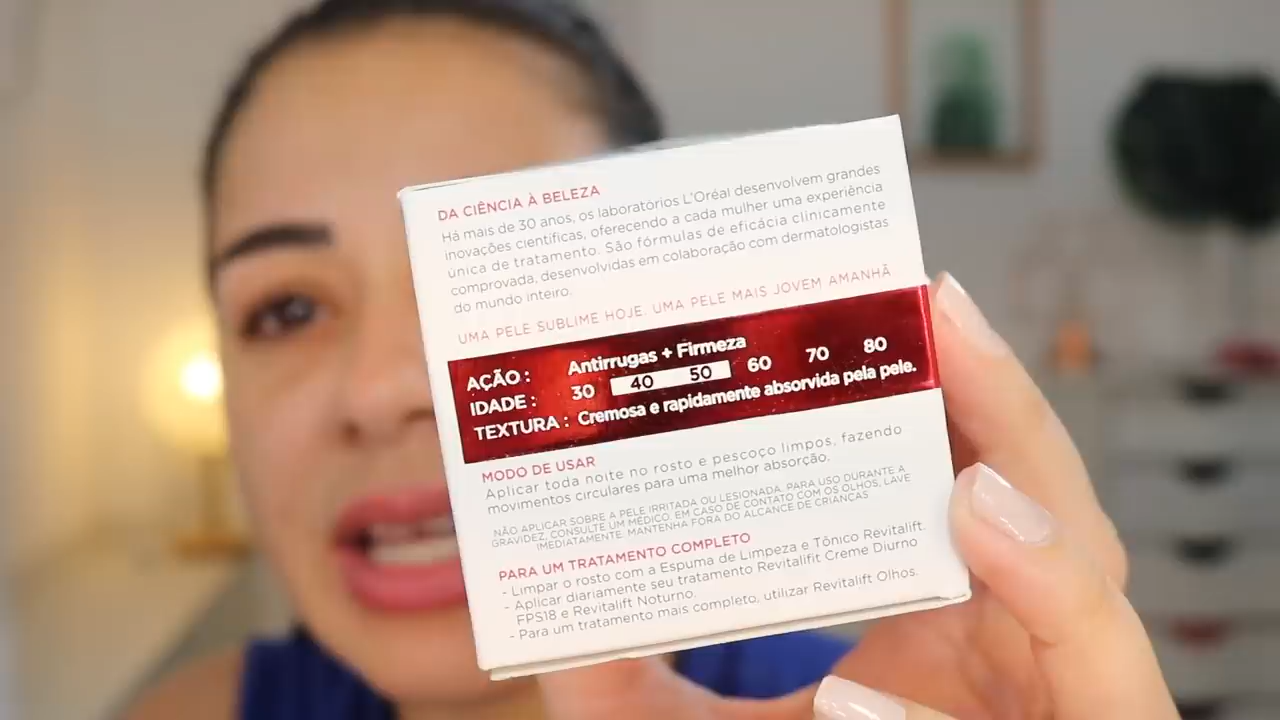 DA CIÊNCIA À BELEZA
Há mais de 30 anos, os laboratórios L'Oréal desenvolvem grandes
inovações científicas, oferecendo a cada mulher uma experiência
única de tratamento. São fórmulas de eficácia clinicamente
comprovada, desenvolvidas em colaboração com dermatologistas
do mundo inteiro.
UMA PELE SUBLIME HOJE. UMA PELE MAIS JOVEM AMANHÃ
AÇÃO: Antirrugas + Firmeza
IDADE: 30 40 50 60 70 80
TEXTURA: Cremosa e rapidamente absorvida pela pele.
MODO DE USAR
Aplicar toda noite no rosto e pescoço limpos, fazendo
movimentos circulares para uma melhor absorção.
NÃO APLICAR SOBRE A PELE IRRITADA OU LESIONADA. PARA USO DURANTE A
GRAVIDEZ, CONSULTE UM MÉDICO. EM CASO DE CONTATO COM OS OLHOS, LAVE
IMEDIATAMENTE. MANTENHA FORA DO ALCANCE DE CRIANÇAS
PARA UM TRATAMENTO COMPLETO
- Limpar o rosto com a Espuma de Limpeza e Tônico Revitalift.
- Aplicar diariamente seu tratamento Revitalift Creme Diurno
FPS18 e Revitalift Noturno.
- Para um tratamento mais completo, utilizar Revitalift Olhos.